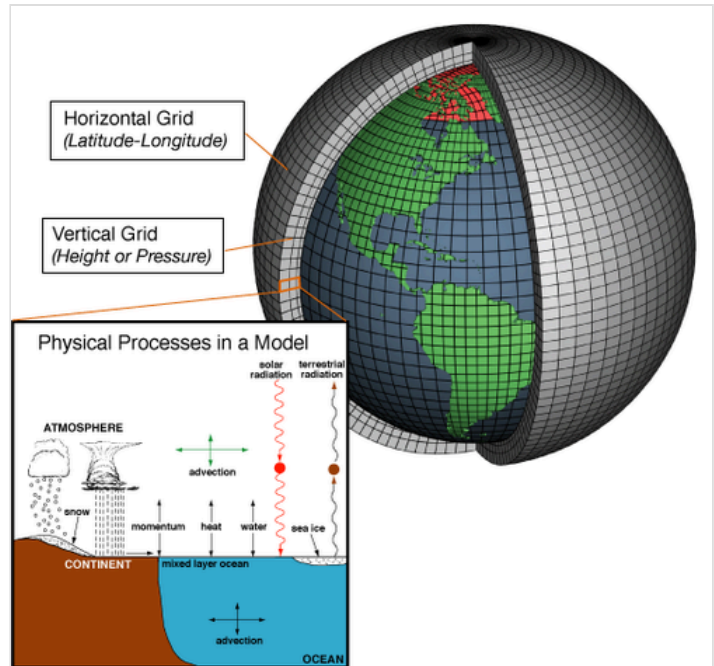 Horizontal Grid
(Latitude-Longitude)
Vertical Grid
(Height or Pressure)
Physical Processes in a Model
solar
radiation
terrestrial
radiation
ATMOSPHERE
advection
snow
momentum
heat
water
sea ice
CONTINENT
mixed layer ocean
advection
OCEAN